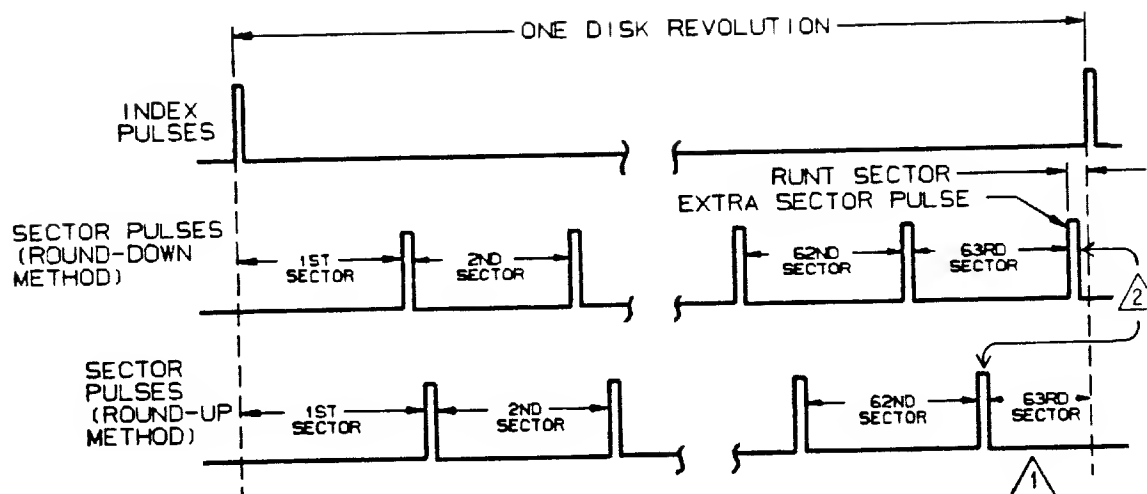 ONE DISK REVOLUTION
INDEX
PULSES
RUNT SECTOR
EXTRA SECTOR PULSE
SECTOR PULSES
(ROUND-DOWN
METHOD)
1ST
SECTOR
2ND
SECTOR
62ND
SECTOR
63RD
SECTOR
2
SECTOR
PULSES
(ROUND-UP
METHOD)
1ST
SECTOR
2ND
SECTOR
62ND
SECTOR
63RD
SECTOR
1